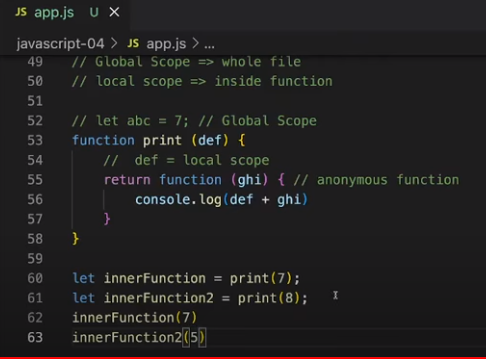 JS app.js U X
javascript-04 > JS app.js > ...
49 // Global Scope => whole file
50 // local scope => inside function
51
52 // let abc = 7; // Global Scope
53 function print (def) {
54 //  def = local scope
55 return function (ghi) { // anonymous function
56 console.log(def + ghi)
57 }
58 }
59
60 let innerFunction = print(7);
61 let innerFunction2 = print(8);
62 innerFunction(7)
63 innerFunction2(5)